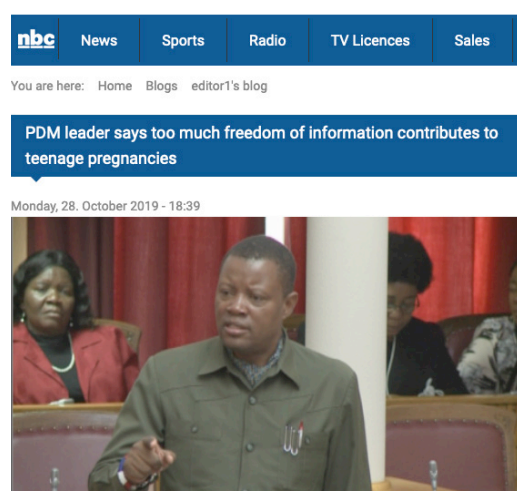 nbc News Sports Radio TV Licences Sales
You are here: Home Blogs editor1's blog
PDM leader says too much freedom of information contributes to
teenage pregnancies
Monday, 28. October 2019 - 18:39